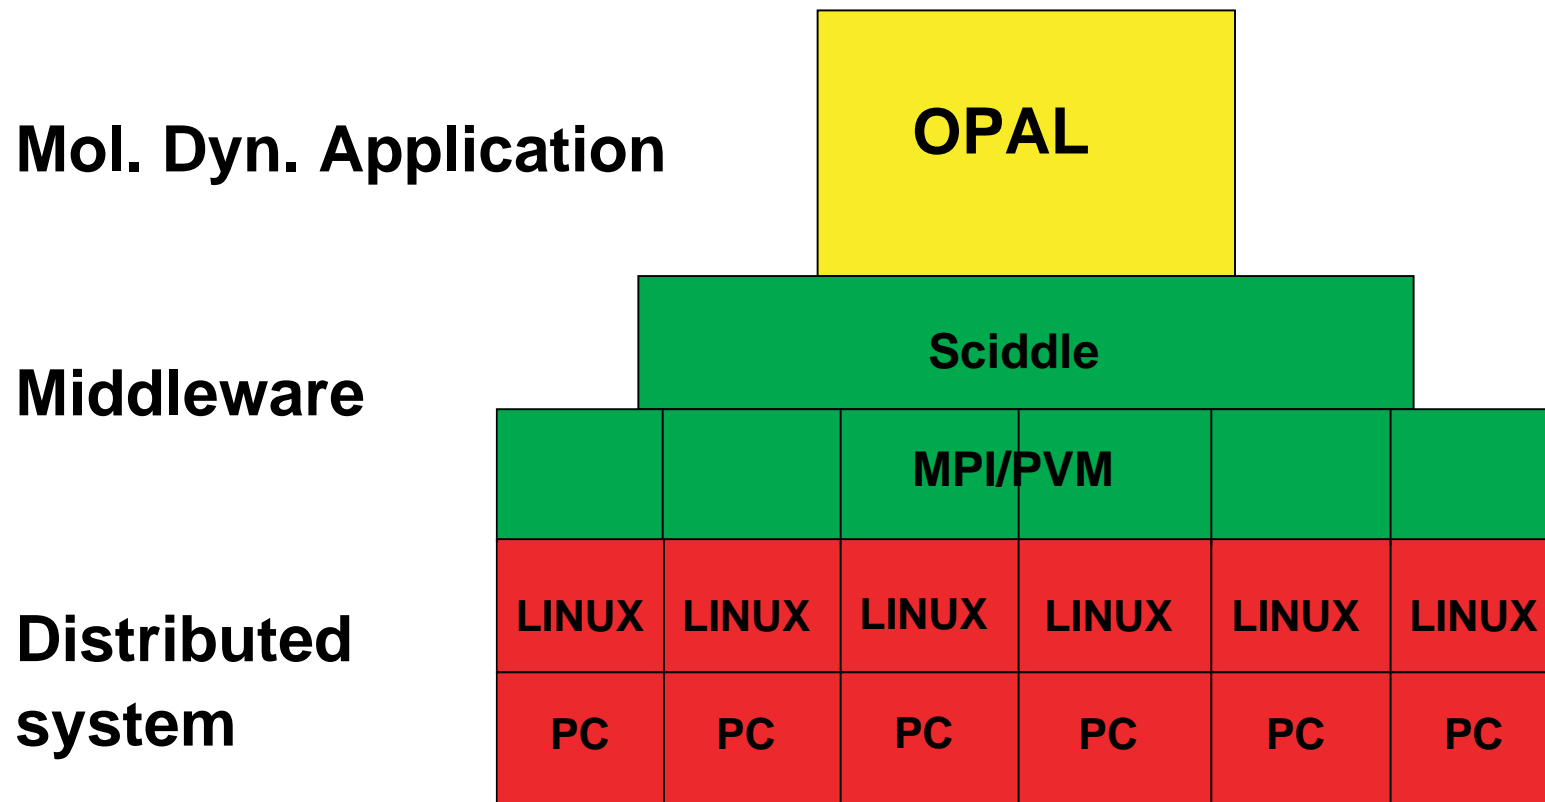 OPAL
Mol. Dyn. Application
Sciddle
Middleware
MPI/PVM
LINUX LINUX LINUX LINUX LINUX LINUX
Distributed
system
PC PC PC PC PC PC